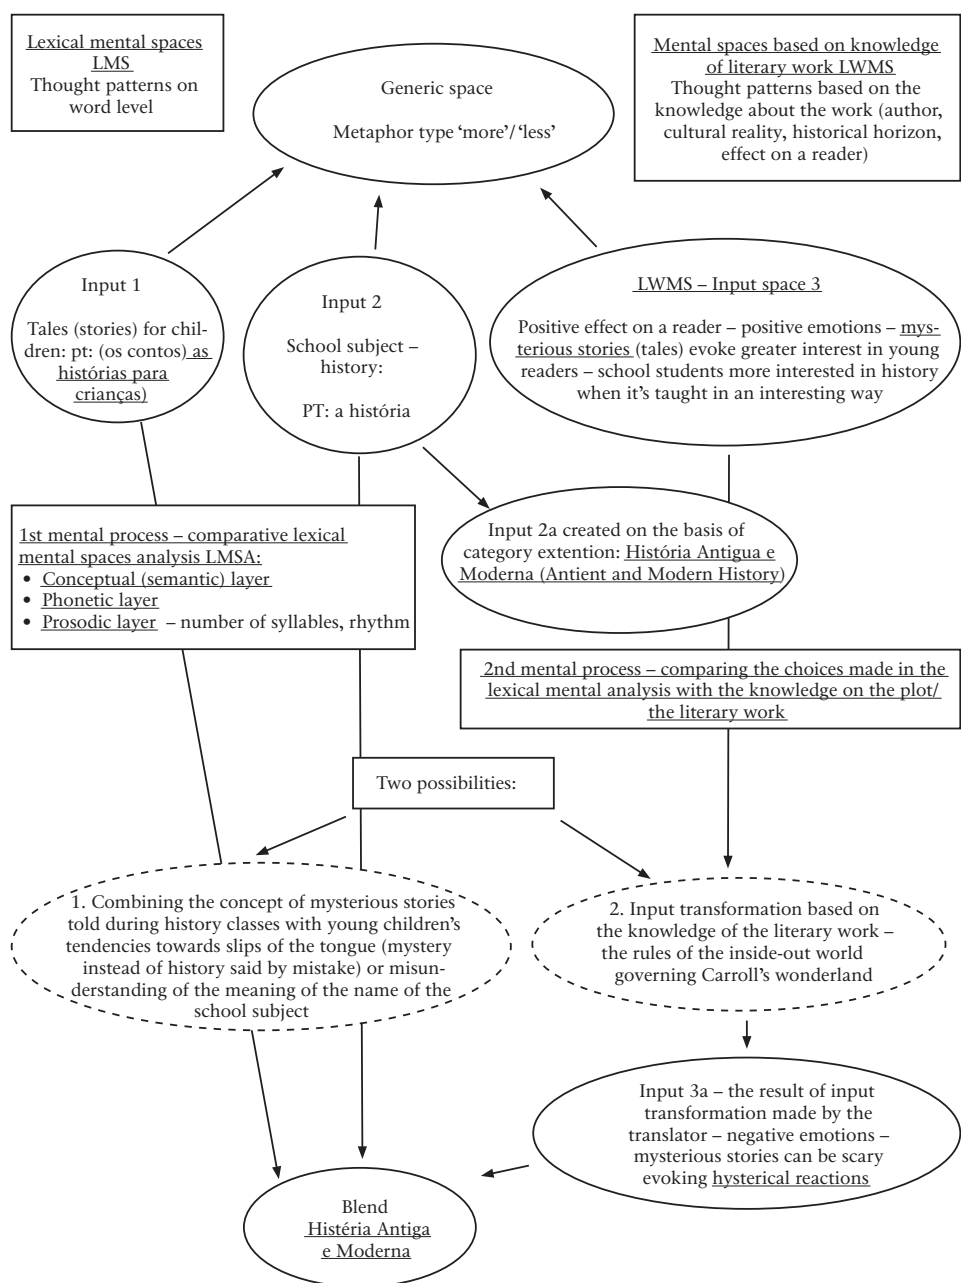 Lexical mental spaces
LMS
Thought patterns on
word level
Generic space
Metaphor type ‘more’/‘less’
Mental spaces based on knowledge
of literary work LWMS
Thought patterns based on the
knowledge about the work (author,
cultural reality, historical horizon,
effect on a reader)
Input 1
Tales (stories) for chil-
dren: pt: (os contos) as
histórias para
crianças)
Input 2
School subject –
history:
PT: a história
LWMS – Input space 3
Positive effect on a reader – positive emotions – mys-
terious stories (tales) evoke greater interest in young
readers – school students more interested in history
when it's taught in an interesting way
1st mental process – comparative lexical
mental spaces analysis LMSA:
• Conceptual (semantic) layer
• Phonetic layer
• Prosodic layer – number of syllables, rhythm
Input 2a created on the basis of
category extention: História Antigua e
Moderna (Antient and Modern History)
2nd mental process – comparing the choices made in the
lexical mental analysis with the knowledge on the plot/
the literary work
Two possibilities:
1. Combining the concept of mysterious stories
told during history classes with young children's
tendencies towards slips of the tongue (mystery
instead of history said by mistake) or misun-
derstanding of the meaning of the name of the
school subject
2. Input transformation based on
the knowledge of the literary work –
the rules of the inside-out world
governing Carroll's wonderland
Input 3a – the result of input
transformation made by the
translator – negative emotions –
mysterious stories can be scary
evoking hysterical reactions
Blend
Histéria Antiga
e Moderna